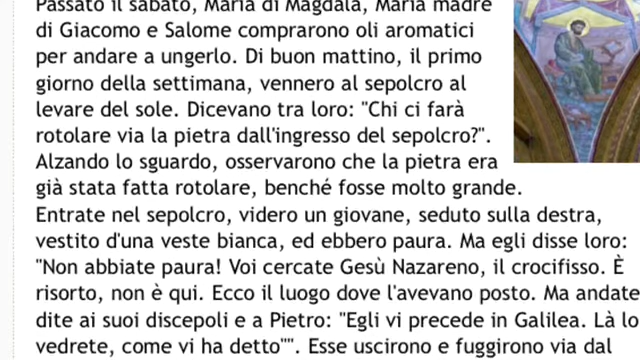 Passato il sabato, Maria di Màgdala, Maria madre
di Giacomo e Salome comprarono oli aromatici
per andare a ungerlo. Di buon mattino, il primo
giorno della settimana, vennero al sepolcro al
levare del sole. Dicevano tra loro: "Chi ci farà
rotolare via la pietra dall'ingresso del sepolcro?".
Alzando lo sguardo, osservarono che la pietra era
già stata fatta rotolare, benché fosse molto grande.
Entrate nel sepolcro, videro un giovane, seduto sulla destra,
vestito d'una veste bianca, ed ebbero paura. Ma egli disse loro:
"Non abbiate paura! Voi cercate Gesù Nazareno, il crocifisso. È
risorto, non è qui. Ecco il luogo dove l'avevano posto. Ma andate
dite ai suoi discepoli e a Pietro: "Egli vi precede in Galilea. Là lo
vedrete, come vi ha detto"". Esse uscirono e fuggirono via dal